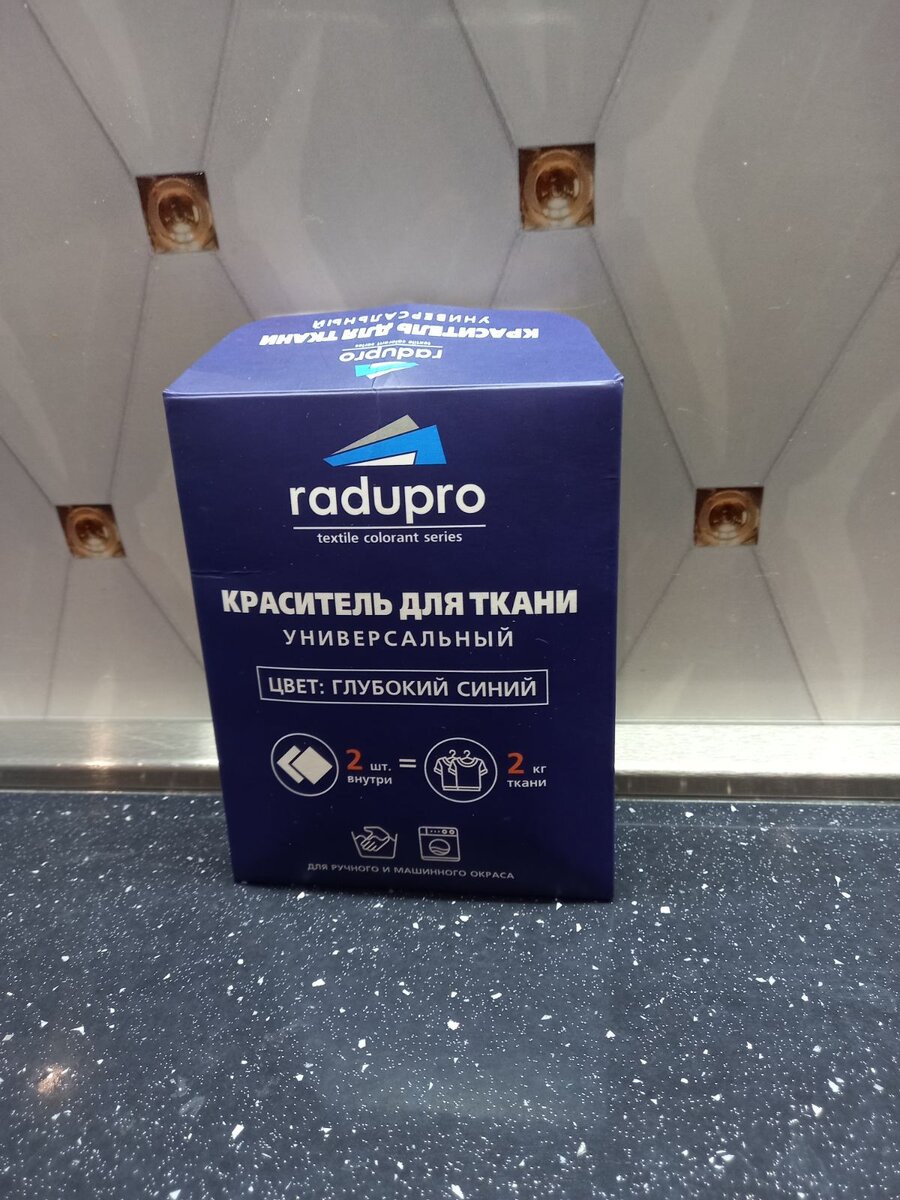 КРАСИТЕЛЬ ДЛЯ ТКАНИ
УНИВЕРСАЛЬНЫЙ
radupro
textile colorant series
radupro
textile colorant series
КРАСИТЕЛЬ ДЛЯ ТКАНИ
УНИВЕРСАЛЬНЫЙ
ЦВЕТ: ГЛУБОКИЙ СИНИЙ
2 шт. = 2 кг
внутри ткани
ДЛЯ РУЧНОГО И МАШИННОГО ОКРАСА